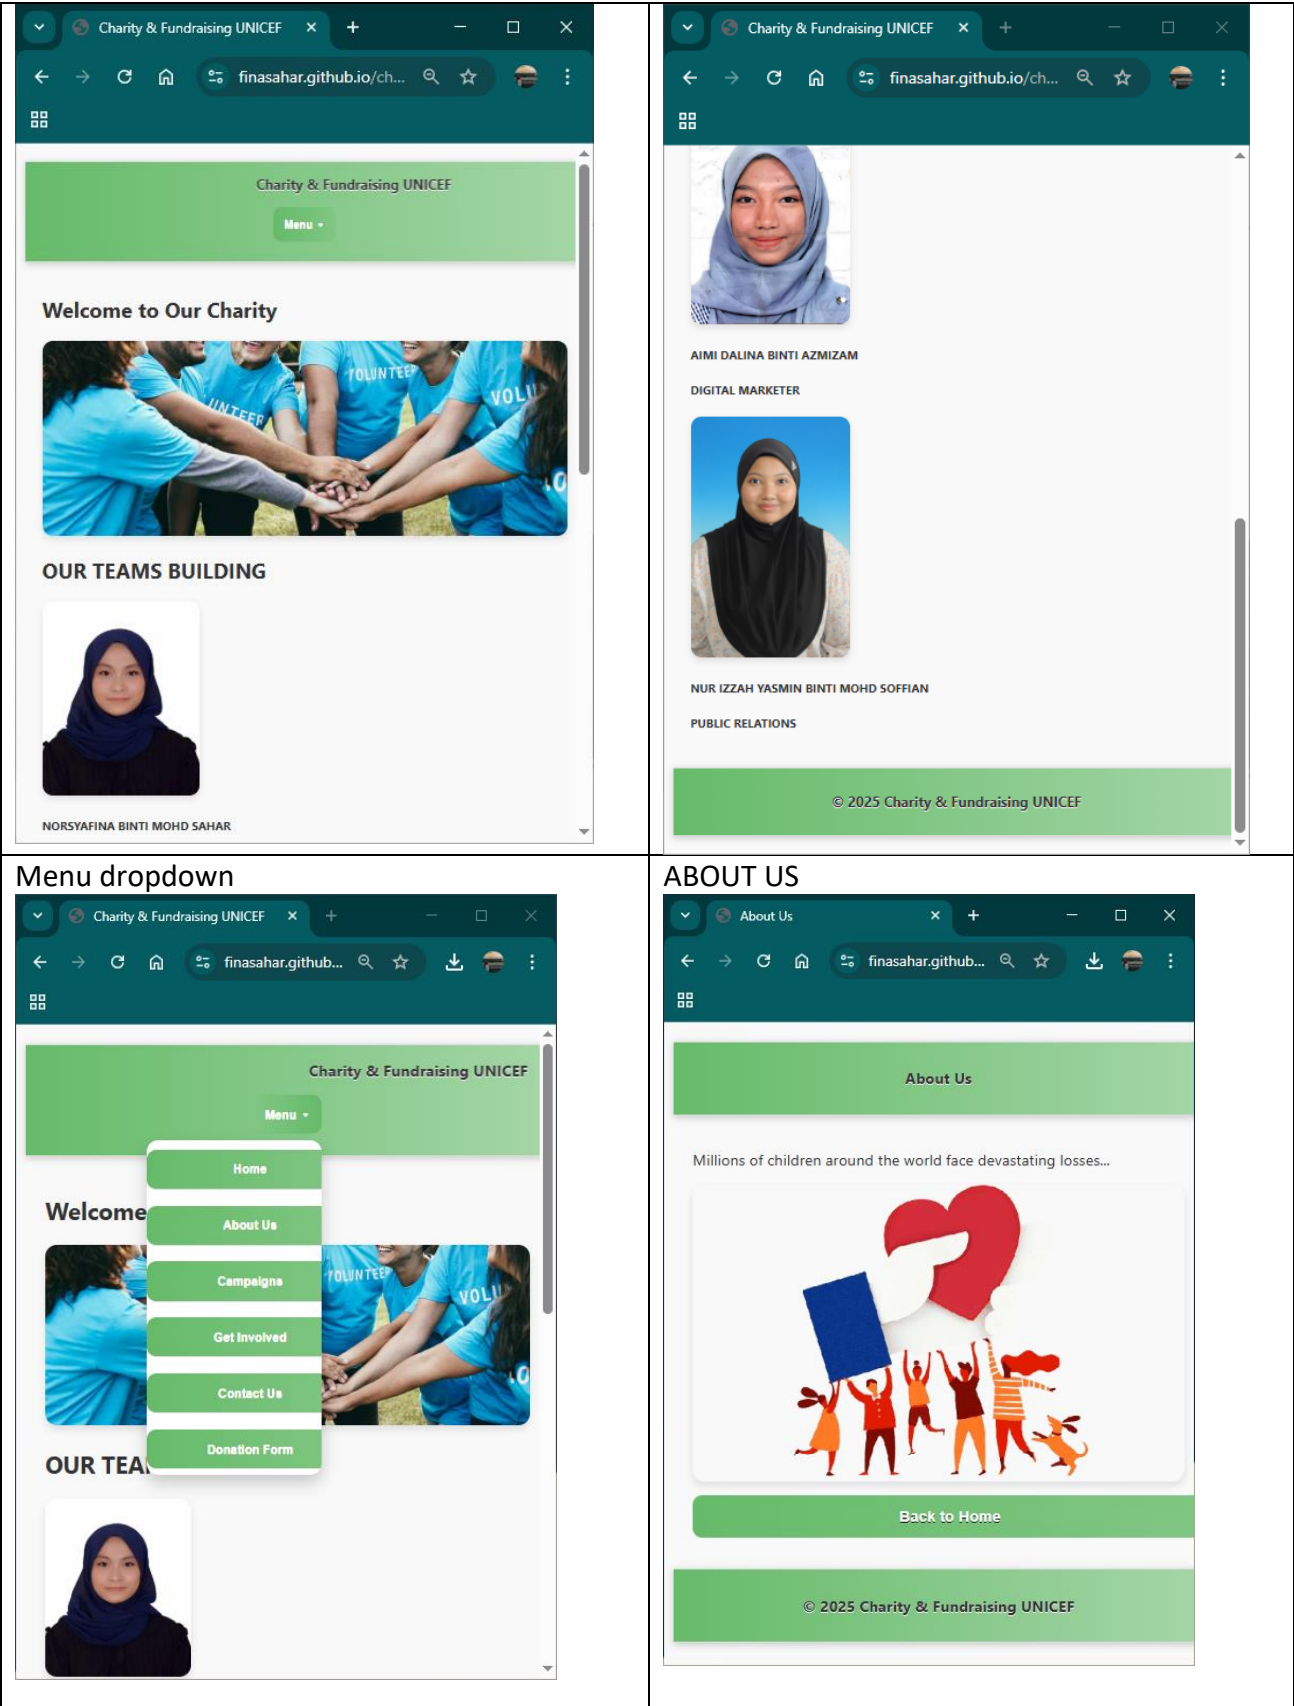 Charity & Fundraising UNICEF
finasahar.github.io/ch...
Charity & Fundraising UNICEF
Menu
Welcome to Our Charity
VOLUNTEER
UNTEER
VOLU
OUR TEAMS BUILDING
NORSYAFINA BINTI MOHD SAHAR
Charity & Fundraising UNICEF
finasahar.github.io/ch...
AIMI DALINA BINTI AZMIZAM
DIGITAL MARKETER
NUR IZZAH YASMIN BINTI MOHD SOFFIAN
PUBLIC RELATIONS
© 2025 Charity & Fundraising UNICEF
Menu dropdown
Charity & Fundraising UNICEF
finasahar.github...
Charity & Fundraising UNICEF
Menu
Home
Welcome
About Us
Campaigns
VOLUNTEE
VOLU
Get Involved
Contact Us
Donation Form
OUR TEA
ABOUT US
About Us
finasahar.github...
About Us
Millions of children around the world face devastating losses...
Back to Home
© 2025 Charity & Fundraising UNICEF